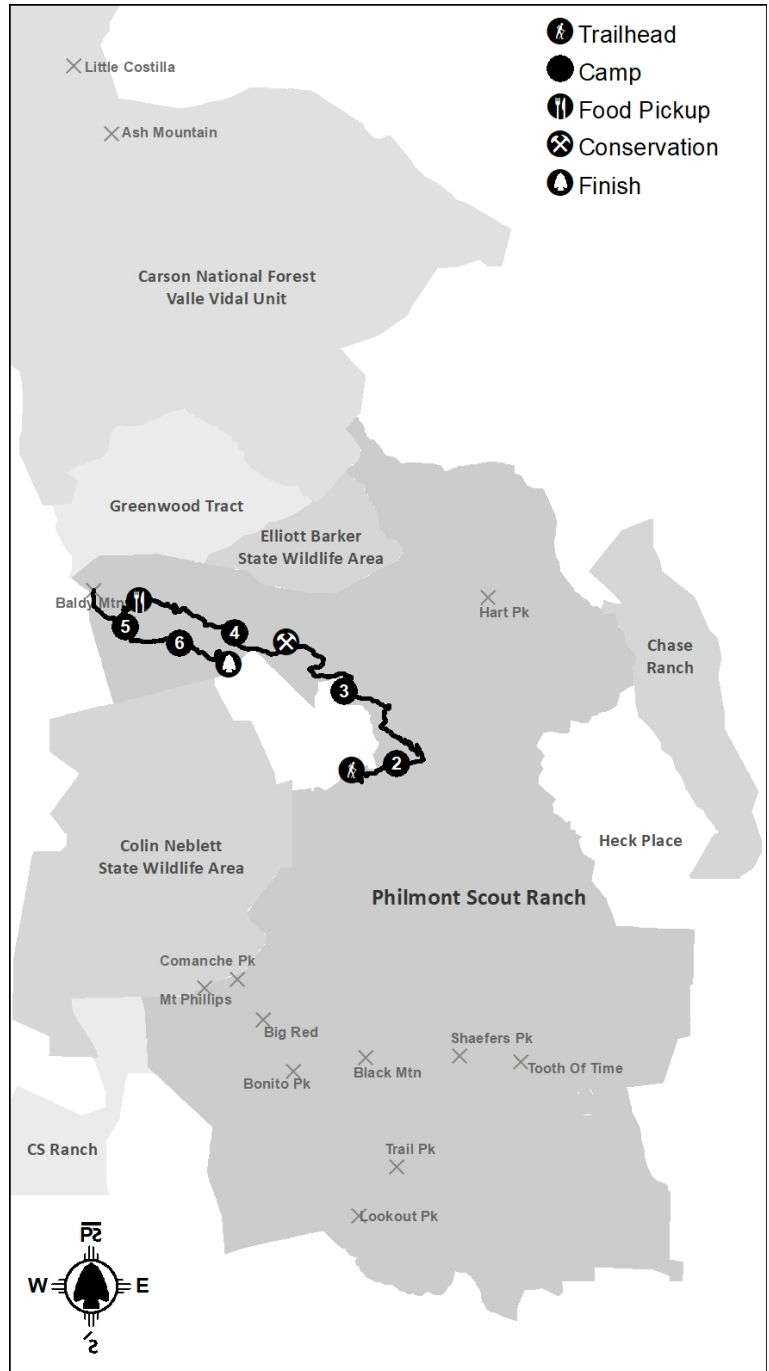 Trailhead
Camp
Food Pickup
Conservation
Finish
Little Costilla
Ash Mountain
Carson National Forest
Valle Vidal Unit
Greenwood Tract
Elliott Barker
State Wildlife Area
Baldy Mtn
Hart Pk
Chase
Ranch
5
6
4
3
2
Colin Neblett
State Wildlife Area
Heck Place
Philmont Scout Ranch
Comanche Pk
Mt Phillips
Big Red
Bonito Pk
Black Mtn
Shaefers Pk
Tooth Of Time
CS Ranch
Trail Pk
Lookout Pk
W
E